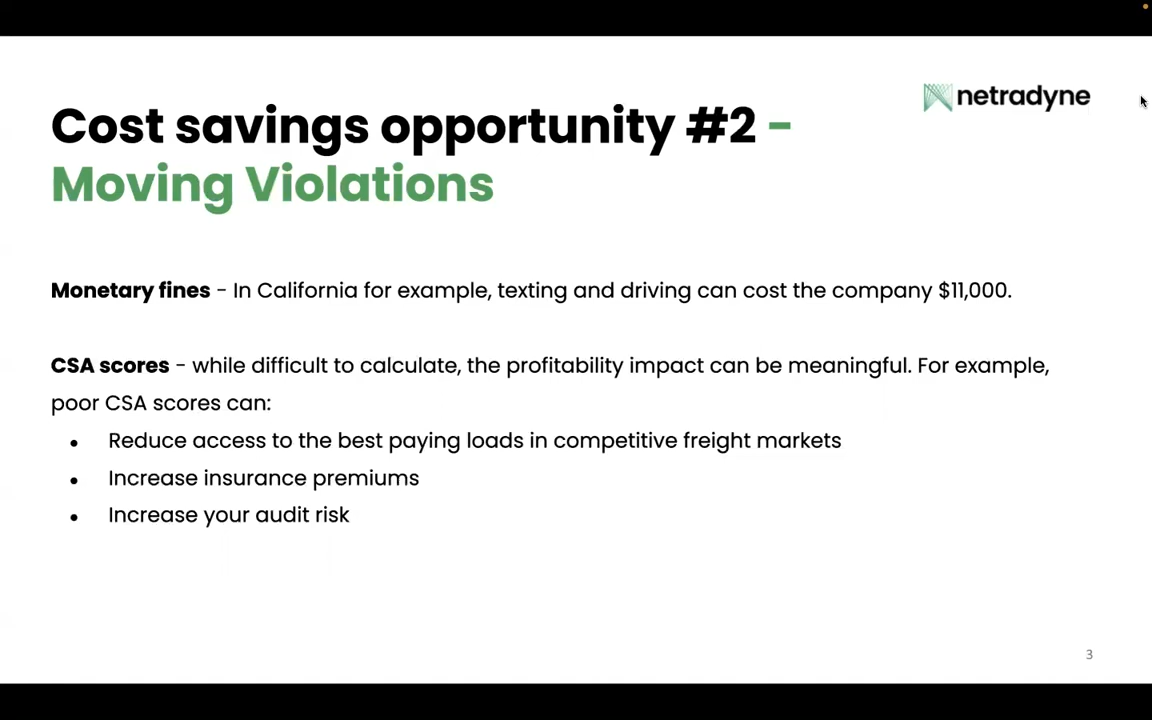 netradyne
Cost savings opportunity #2 -
Moving Violations
Monetary fines - In California for example, texting and driving can cost the company $11,000.
CSA scores - while difficult to calculate, the profitability impact can be meaningful. For example,
poor CSA scores can:
• Reduce access to the best paying loads in competitive freight markets
• Increase insurance premiums
• Increase your audit risk
3